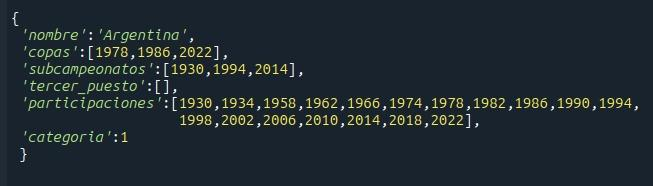 {
'nombre':'Argentina',
'copas':[1978,1986,2022],
'subcampeonatos':[1930,1994,2014],
'tercer_puesto':[],
'participaciones':[1930,1934,1958,1962,1966,1974,1978,1982,1986,1990,1994,
1998,2002,2006,2010,2014,2018,2022],
'categoria':1
}